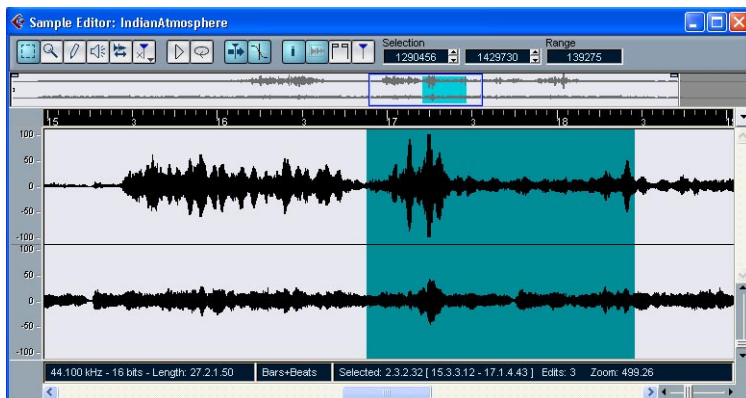 Sample Editor: IndianAtmosphere
Selection Range
1290456 1429730 139275
3
15 3 16 3 17 3 18 3 19
100
50
0
-50
-100
100
50
0
-50
-100
44.100 kHz - 16 bits - Length: 27.2.1.50 Bars+Beats Selected: 2.3.2.32 [ 15.3.3.12 - 17.1.4.43 ] Edits: 3 Zoom: 499.26